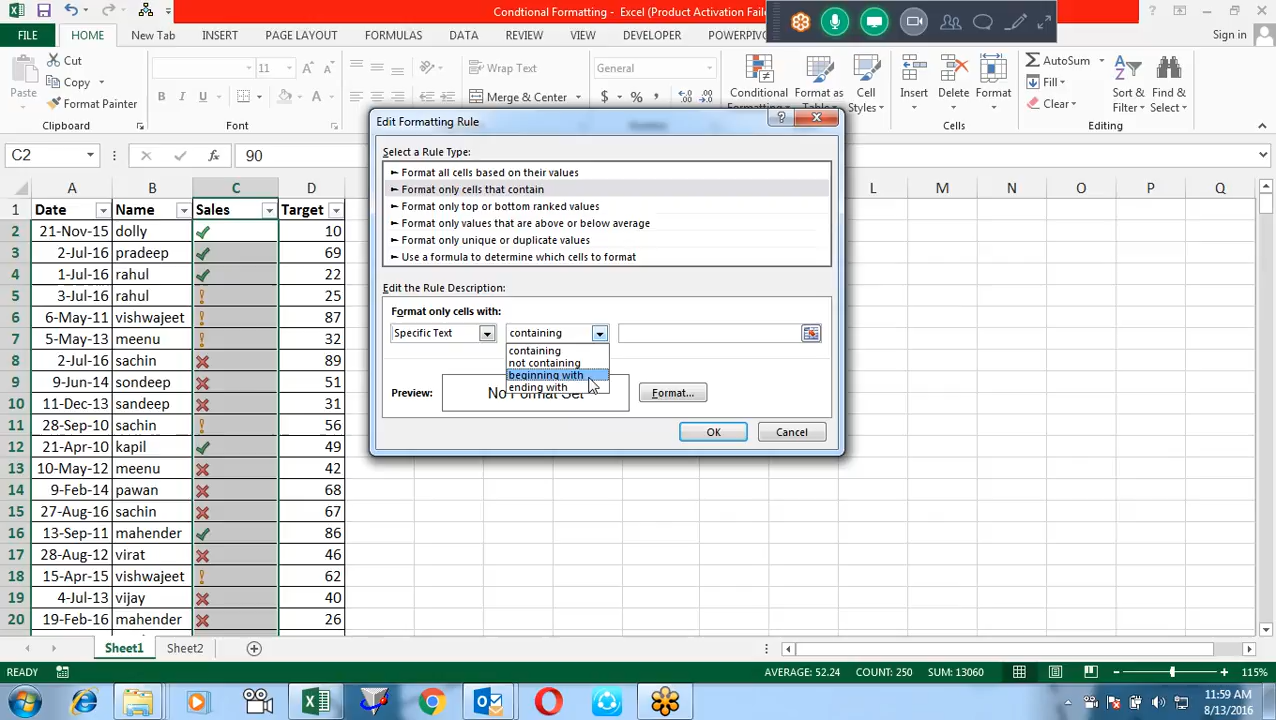 Condtional Formatting - Excel (Product Activation Faile
Sign in
FILE HOME New Tab INSERT PAGE LAYOUT FORMULAS DATA REVIEW VIEW DEVELOPER POWERPIV
Cut
Copy
Format Painter
Paste
Clipboard
11
B I U A
Font
Wrap Text
Merge & Center
General
$ %
Conditional
Formatting
Format as
Table
Cell
Styles
Insert Delete Format
Cells
AutoSum
Fill
Clear
Sort &
Filter
Find &
Select
Editing
C2 fx 90
A B C D L M N O P Q
1 Date Name Sales Target
2 21-Nov-15 dolly 10
3 2-Jul-16 pradeep 69
4 1-Jul-16 rahul 22
5 3-Jul-16 rahul 25
6 6-May-11 vishwajeet 87
7 5-May-13 meenu 32
8 2-Jul-16 sachin 89
9 9-Jun-14 sondeep 51
10 11-Dec-13 sandeep 31
11 28-Sep-10 sachin 56
12 21-Apr-10 kapil 49
13 10-May-12 meenu 42
14 9-Feb-14 pawan 68
15 27-Aug-16 sachin 67
16 13-Sep-11 mahender 86
17 28-Aug-12 virat 46
18 15-Apr-15 vishwajeet 62
19 4-Jul-13 vijay 40
20 19-Feb-16 mahender 26
Edit Formatting Rule
Select a Rule Type:
► Format all cells based on their values
► Format only cells that contain
► Format only top or bottom ranked values
► Format only values that are above or below average
► Format only unique or duplicate values
► Use a formula to determine which cells to format
Edit the Rule Description:
Format only cells with:
Specific Text containing
containing
not containing
beginning with
ending with
Preview: No Format Set Format...
OK Cancel
Sheet1 Sheet2
READY AVERAGE: 52.24 COUNT: 250 SUM: 13060 115%
11:59 AM
8/13/2016